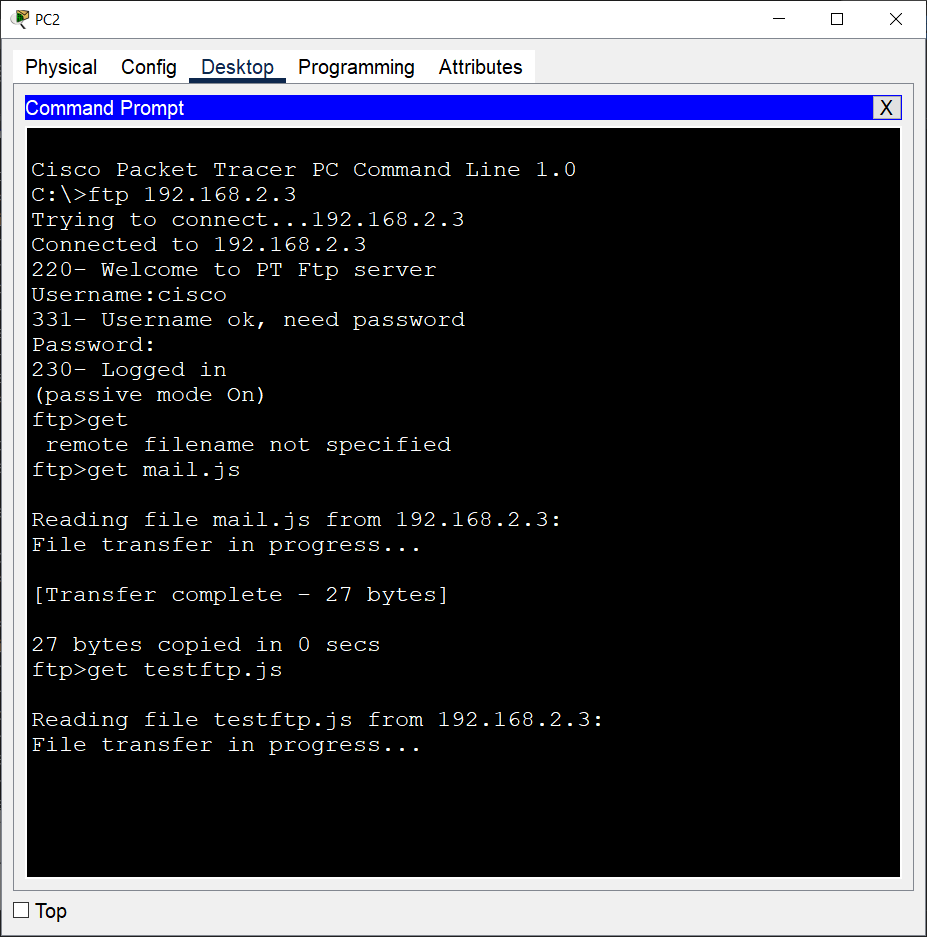 PC2
Physical Config Desktop Programming Attributes
Command Prompt X
Cisco Packet Tracer PC Command Line 1.0
C:\>ftp 192.168.2.3
Trying to connect...192.168.2.3
Connected to 192.168.2.3
220- Welcome to PT Ftp server
Username:cisco
331- Username ok, need password
Password:
230- Logged in
(passive mode On)
ftp>get
remote filename not specified
ftp>get mail.js
Reading file mail.js from 192.168.2.3:
File transfer in progress...
[Transfer complete - 27 bytes]
27 bytes copied in 0 secs
ftp>get testftp.js
Reading file testftp.js from 192.168.2.3:
File transfer in progress...
Top